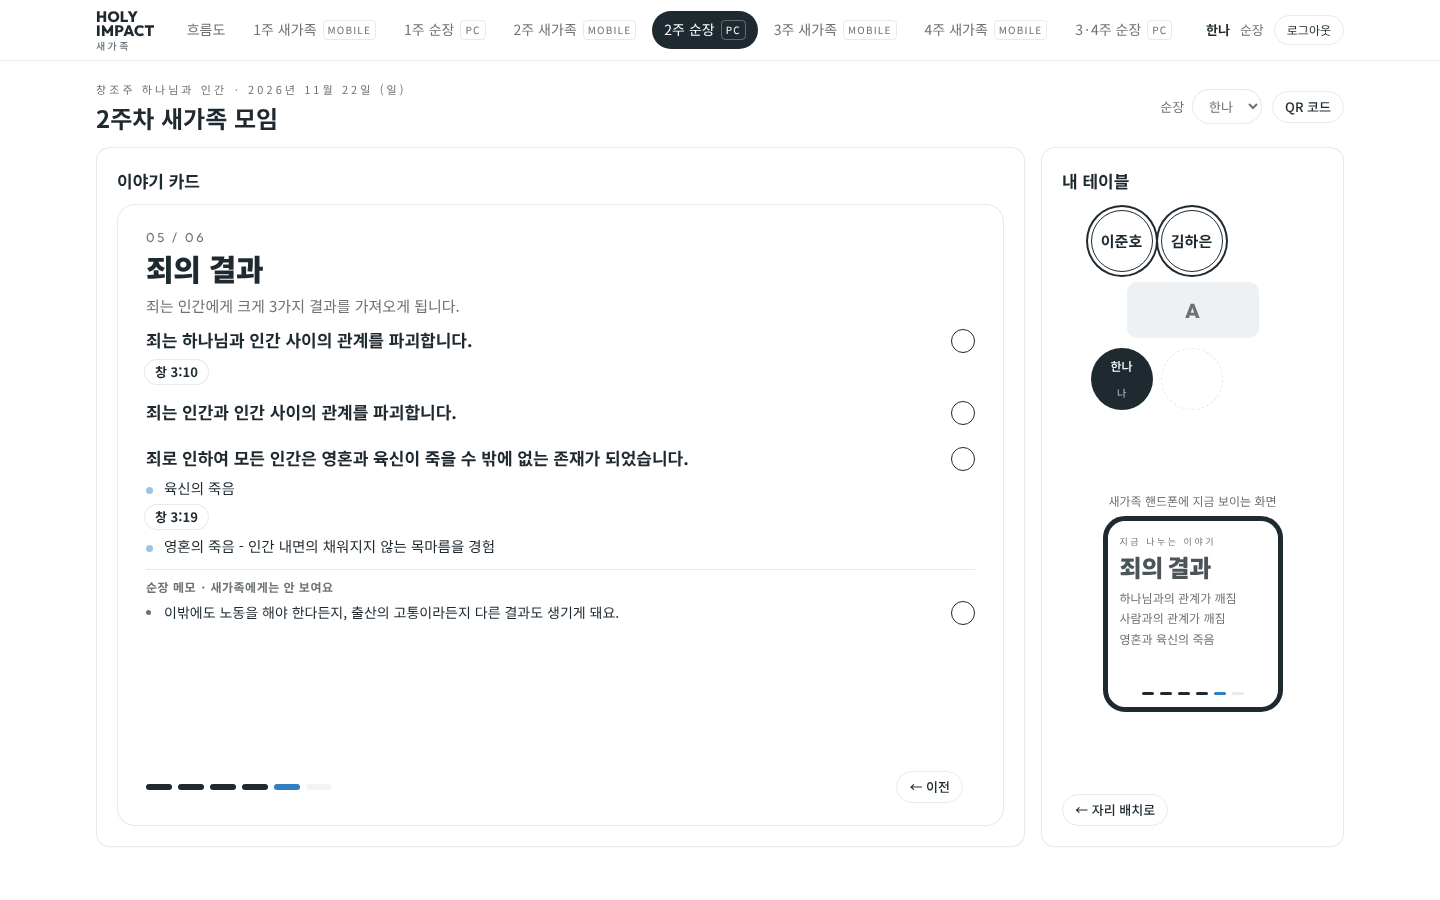 HOLY
IMPACT
새가족
흐름도
1주 새가족 MOBILE
1주 순장 PC
2주 새가족 MOBILE
2주 순장 PC
3주 새가족 MOBILE
4주 새가족 MOBILE
3·4주 순장 PC
한나 순장 로그아웃
창조주 하나님과 인간 · 2026년 11월 22일 (일)
2주차 새가족 모임
순장 한나
QR 코드
이야기 카드
05 / 06
죄의 결과
죄는 인간에게 크게 3가지 결과를 가져오게 됩니다.
죄는 하나님과 인간 사이의 관계를 파괴합니다.
창 3:10
죄는 인간과 인간 사이의 관계를 파괴합니다.
죄로 인하여 모든 인간은 영혼과 육신이 죽을 수 밖에 없는 존재가 되었습니다.
육신의 죽음
창 3:19
영혼의 죽음 - 인간 내면의 채워지지 않는 목마름을 경험
순장 메모 · 새가족에게는 안 보여요
이밖에도 노동을 해야 한다든지, 출산의 고통이라든지 다른 결과도 생기게 돼요.
← 이전
내 테이블
이준호
김하은
A
한나
나
새가족 핸드폰에 지금 보이는 화면
지금 나누는 이야기
죄의 결과
하나님과의 관계가 깨짐
사람과의 관계가 깨짐
영혼과 육신의 죽음
← 자리 배치로